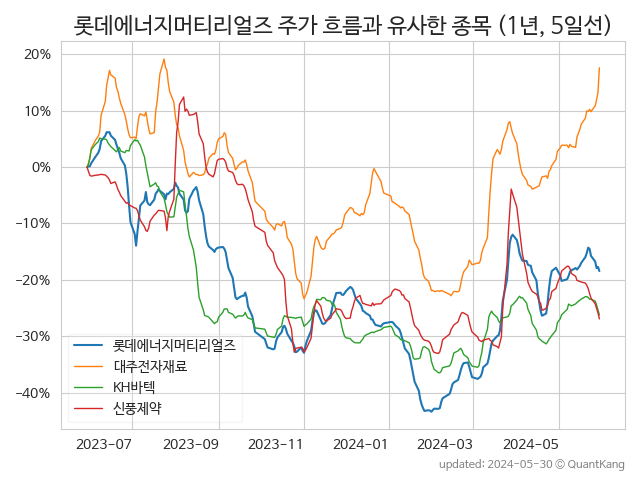 롯데에너지머티리얼즈 주가 흐름과 유사한 종목 (1년, 5일선)
20%
10%
0%
−10%
−20%
−30%
−40%
롯데에너지머티리얼즈
대주전자재료
KH바텍
신풍제약
2023-07 2023-09 2023-11 2024-01 2024-03 2024-05
updated: 2024-05-30 © QuantKang